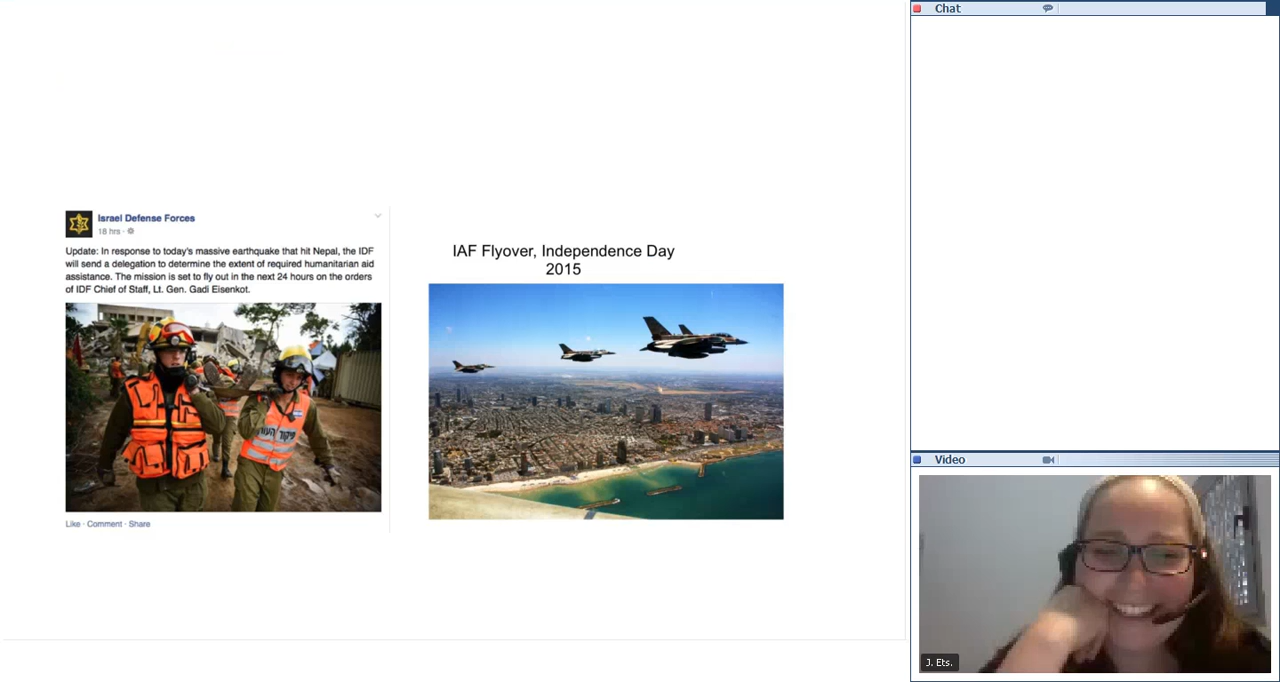 Israel Defense Forces
18 hrs ·
Update: In response to today's massive earthquake that hit Nepal, the IDF
will send a delegation to determine the extent of required humanitarian aid
assistance. The mission is set to fly out in the next 24 hours on the orders
of IDF Chief of Staff, Lt. Gen. Gadi Eisenkot.
פיקוד העורף
Like · Comment · Share
IAF Flyover, Independence Day
2015
Chat
Video
J. Ets.